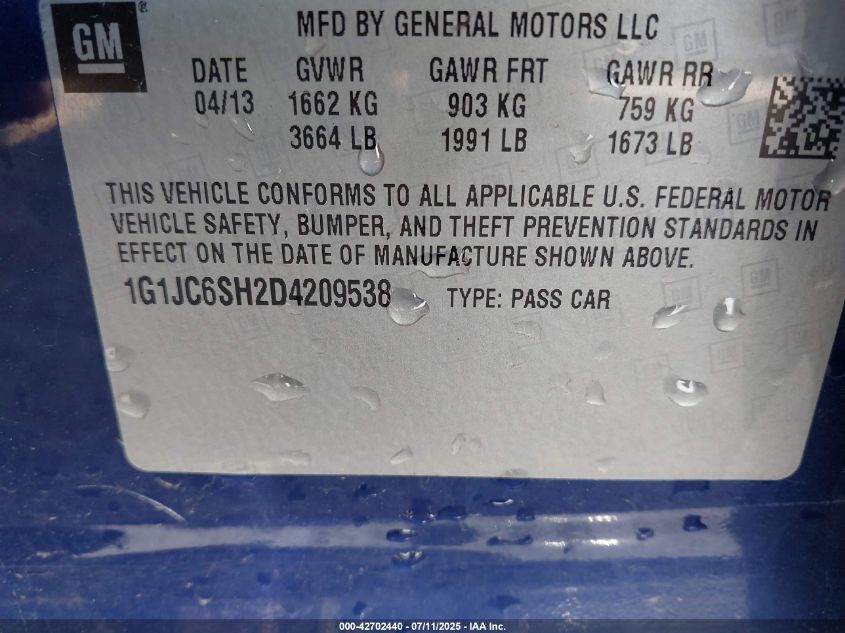 GM
®
MFD BY GENERAL MOTORS LLC
DATE GVWR GAWR FRT GAWR RR
04/13 1662 KG 903 KG 759 KG
3664 LB 1991 LB 1673 LB
THIS VEHICLE CONFORMS TO ALL APPLICABLE U.S. FEDERAL MOTOR
VEHICLE SAFETY, BUMPER, AND THEFT PREVENTION STANDARDS IN
EFFECT ON THE DATE OF MANUFACTURE SHOWN ABOVE.
1G1JC6SH2D4209538 TYPE: PASS CAR
000-42702440 - 07/11/2025 - IAA Inc.